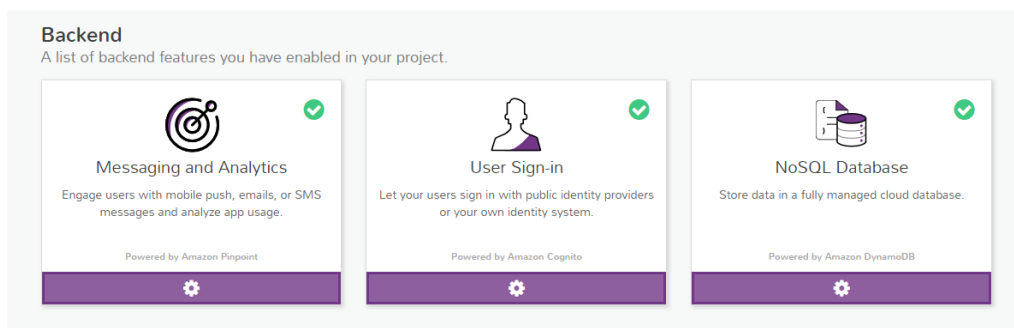 Backend
A list of backend features you have enabled in your project.
Messaging and Analytics
Engage users with mobile push, emails, or SMS
messages and analyze app usage.
Powered by Amazon Pinpoint
User Sign-in
Let your users sign in with public identity providers
or your own identity system.
Powered by Amazon Cognito
NoSQL Database
Store data in a fully managed cloud database.
Powered by Amazon DynamoDB